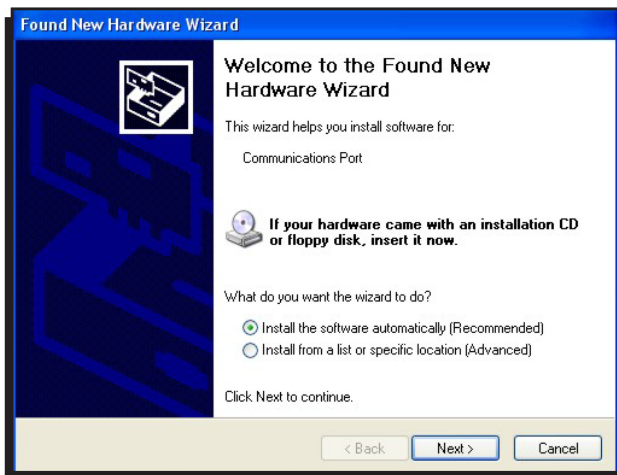 Found New Hardware Wizard
Welcome to the Found New
Hardware Wizard
This wizard helps you install software for:
Communications Port
If your hardware came with an installation CD
or floppy disk, insert it now.
What do you want the wizard to do?
Install the software automatically (Recommended)
Install from a list or specific location (Advanced)
Click Next to continue.
< Back
Next >
Cancel